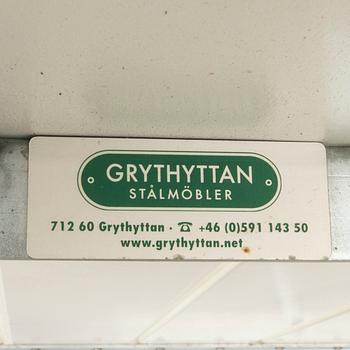 GRYTHYTTAN
STÅLMÖBLER
712 60 Grythyttan · ☎ +46 (0)591 143 50
www.grythyttan.net